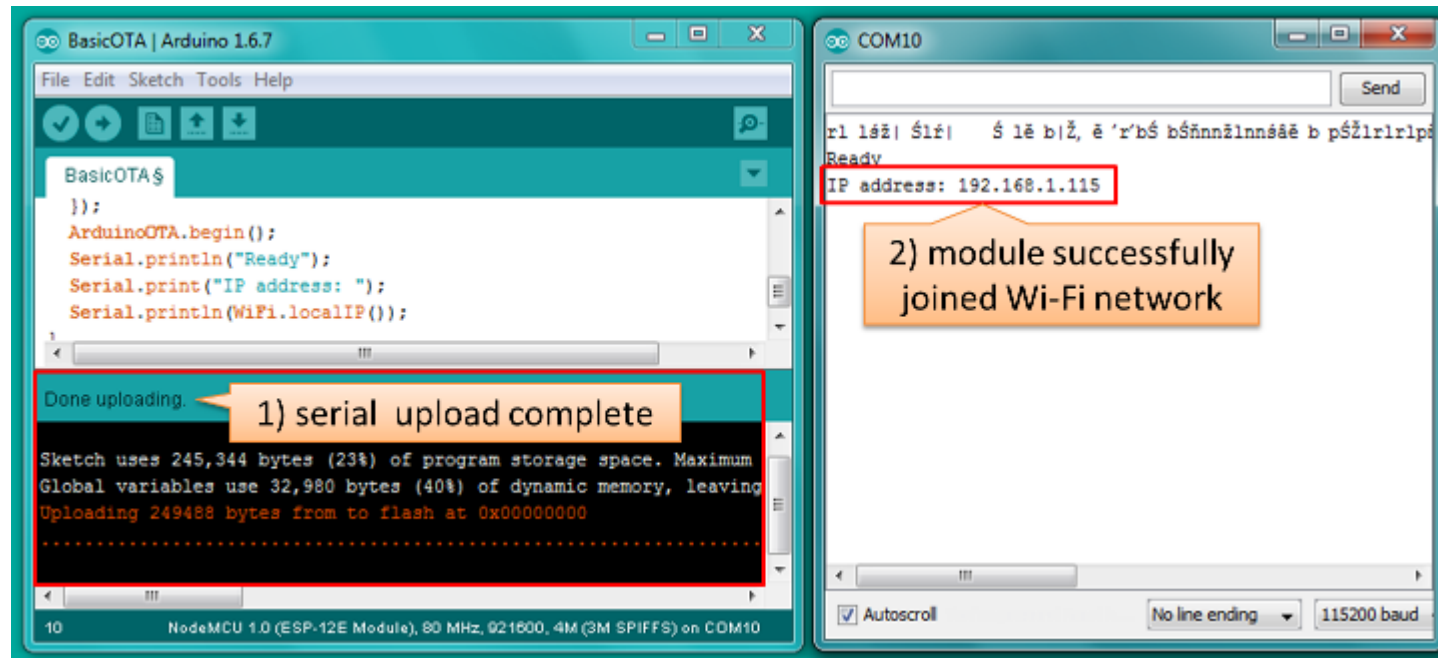 BasicOTA | Arduino 1.6.7
File Edit Sketch Tools Help
BasicOTA§
});
ArduinoOTA.begin();
Serial.println("Ready");
Serial.print("IP address: ");
Serial.println(WiFi.localIP());
}
Done uploading.
1) serial upload complete
Sketch uses 245,344 bytes (23%) of program storage space. Maximum
Global variables use 32,980 bytes (40%) of dynamic memory, leaving
Uploading 249488 bytes from to flash at 0x00000000
................................................................
10 NodeMCU 1.0 (ESP-12E Module), 80 MHz, 921600, 4M (3M SPIFFS) on COM10
COM10
Send
Ready
IP address: 192.168.1.115
2) module successfully
joined Wi-Fi network
Autoscroll
No line ending
115200 baud